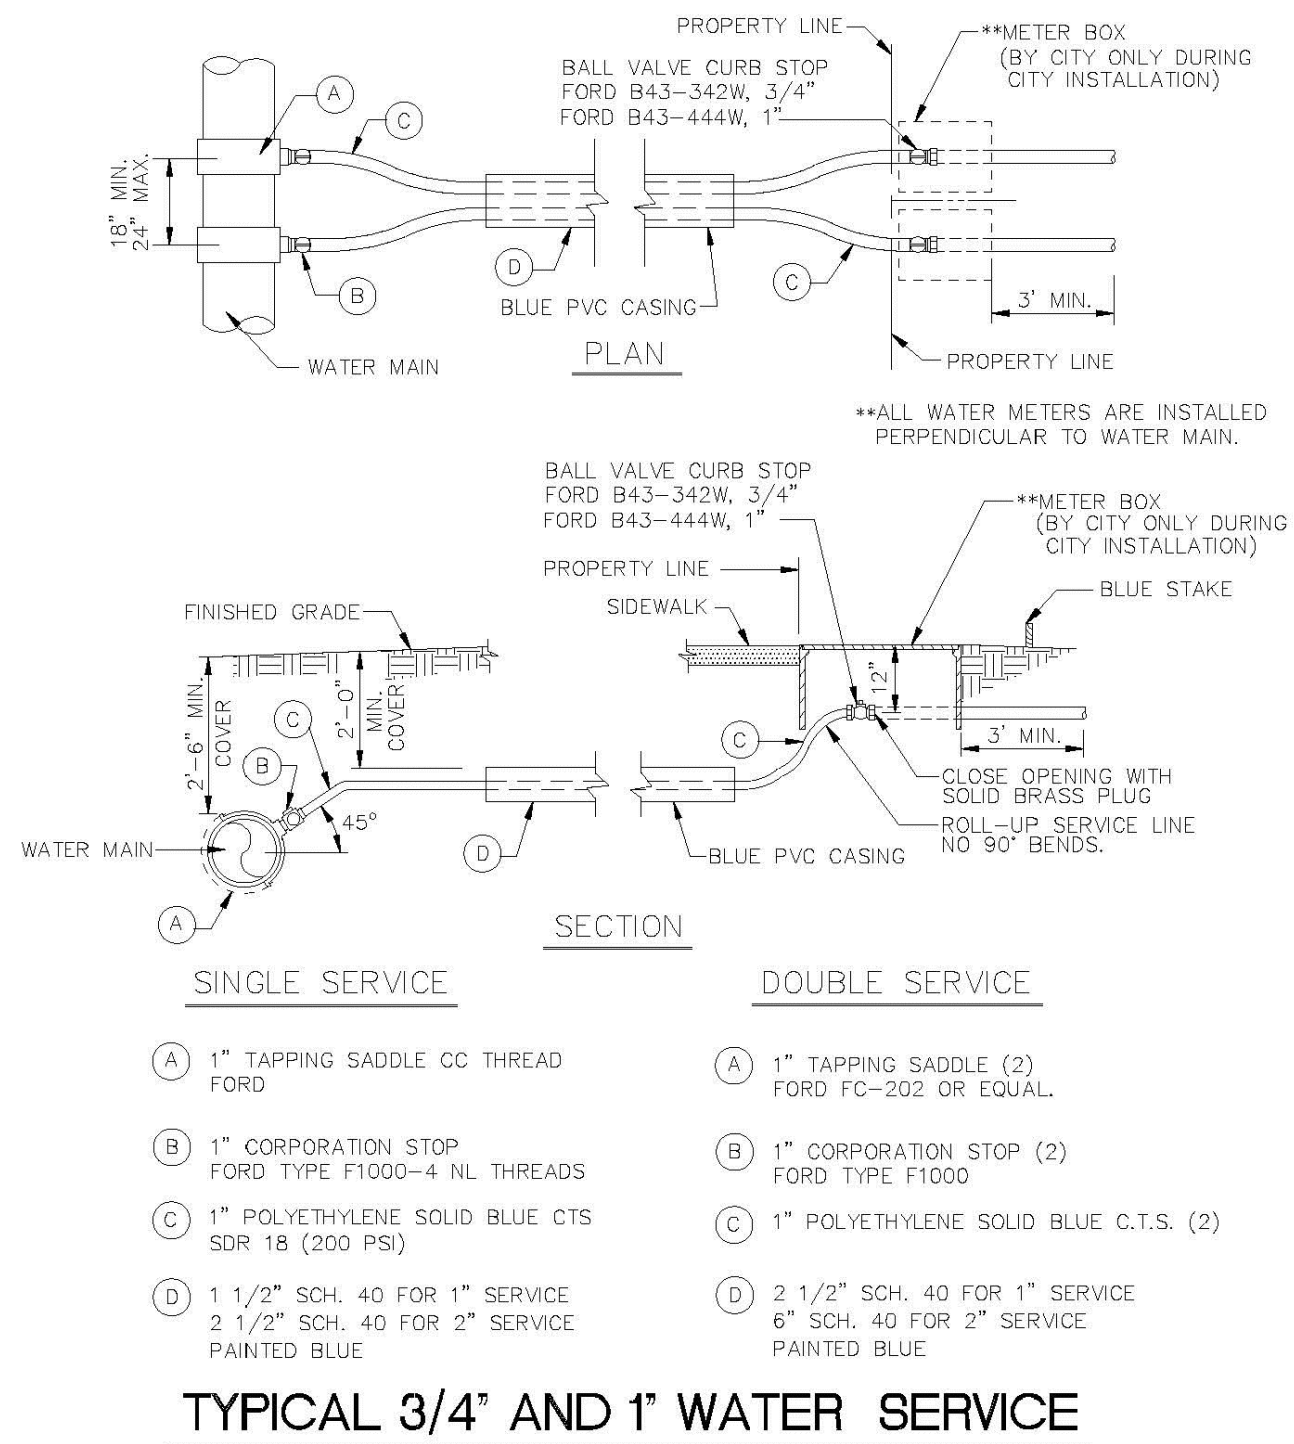 PROPERTY LINE
**METER BOX
(BY CITY ONLY DURING
CITY INSTALLATION)
BALL VALVE CURB STOP
FORD B43-342W, 3/4"
FORD B43-444W, 1"
A
C
18" MIN.
24" MAX.
B
D
C
BLUE PVC CASING
3' MIN.
WATER MAIN
PLAN
PROPERTY LINE
**ALL WATER METERS ARE INSTALLED
PERPENDICULAR TO WATER MAIN.
BALL VALVE CURB STOP
FORD B43-342W, 3/4"
FORD B43-444W, 1"
**METER BOX
(BY CITY ONLY DURING
CITY INSTALLATION)
PROPERTY LINE
BLUE STAKE
SIDEWALK
FINISHED GRADE
2'-6" MIN.
COVER
2'-0"
MIN.
COVER
12"
C
B
C
3' MIN.
CLOSE OPENING WITH
SOLID BRASS PLUG
45°
ROLL-UP SERVICE LINE
NO 90° BENDS.
WATER MAIN
D
BLUE PVC CASING
A
SECTION
SINGLE SERVICE
A 1" TAPPING SADDLE CC THREAD
FORD
B 1" CORPORATION STOP
FORD TYPE F1000-4 NL THREADS
C 1" POLYETHYLENE SOLID BLUE CTS
SDR 18 (200 PSI)
D 1 1/2" SCH. 40 FOR 1" SERVICE
2 1/2" SCH. 40 FOR 2" SERVICE
PAINTED BLUE
DOUBLE SERVICE
A 1" TAPPING SADDLE (2)
FORD FC-202 OR EQUAL.
B 1" CORPORATION STOP (2)
FORD TYPE F1000
C 1" POLYETHYLENE SOLID BLUE C.T.S. (2)
D 2 1/2" SCH. 40 FOR 1" SERVICE
6" SCH. 40 FOR 2" SERVICE
PAINTED BLUE
TYPICAL 3/4" AND 1" WATER SERVICE